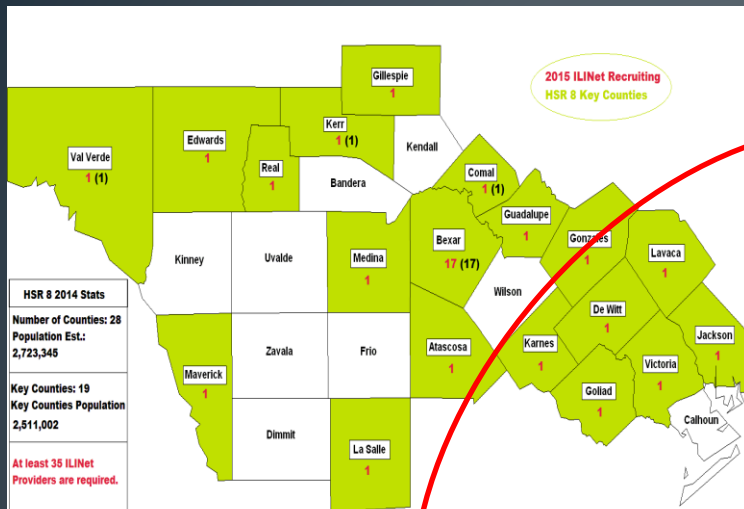 2015 ILINet Recruiting
HSR 8 Key Counties
Gillespie
1
Kerr
1 (1)
Edwards
1
Real
1
Val Verde
1 (1)
Kendall
Bandera
Comal
1 (1)
Guadalupe
1
Bexar
17 (17)
Gonzales
1
Lavaca
1
Kinney
Uvalde
Medina
1
Wilson
De Witt
1
Jackson
1
Karnes
1
Victoria
1
Goliad
1
Calhoun
Zavala
Frio
Atascosa
1
Maverick
1
Dimmit
La Salle
1
HSR 8 2014 Stats
Number of Counties: 28
Population Est.:
2,723,345
Key Counties: 19
Key Counties Population
2,511,002
At least 35 ILINet
Providers are required.